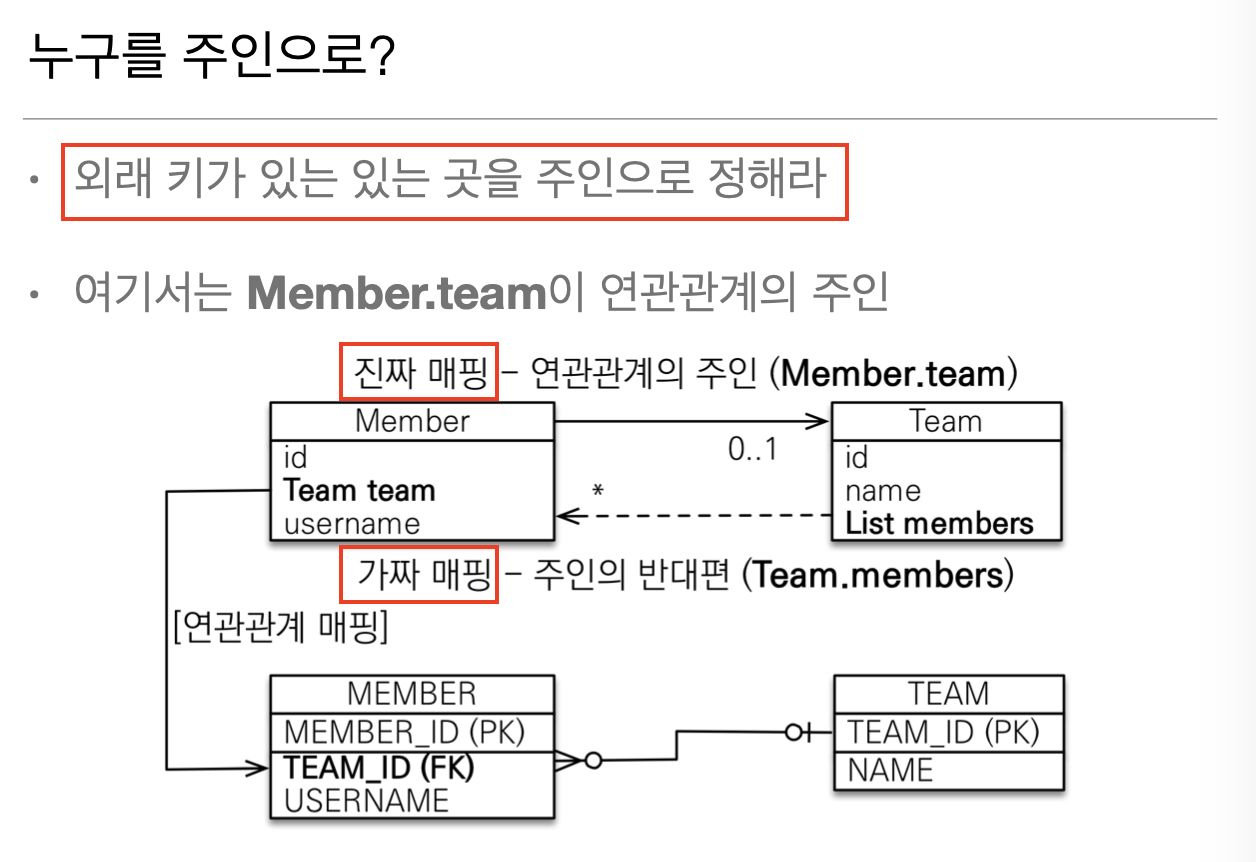 누구를 주인으로?
• 외래 키가 있는 있는 곳을 주인으로 정해라
• 여기서는 Member.team이 연관관계의 주인
진짜 매핑 – 연관관계의 주인 (Member.team)
Member
id
Team team
username
0..1
*
Team
id
name
List members
가짜 매핑 – 주인의 반대편 (Team.members)
[연관관계 매핑]
MEMBER
MEMBER_ID (PK)
TEAM_ID (FK)
USERNAME
TEAM
TEAM_ID (PK)
NAME